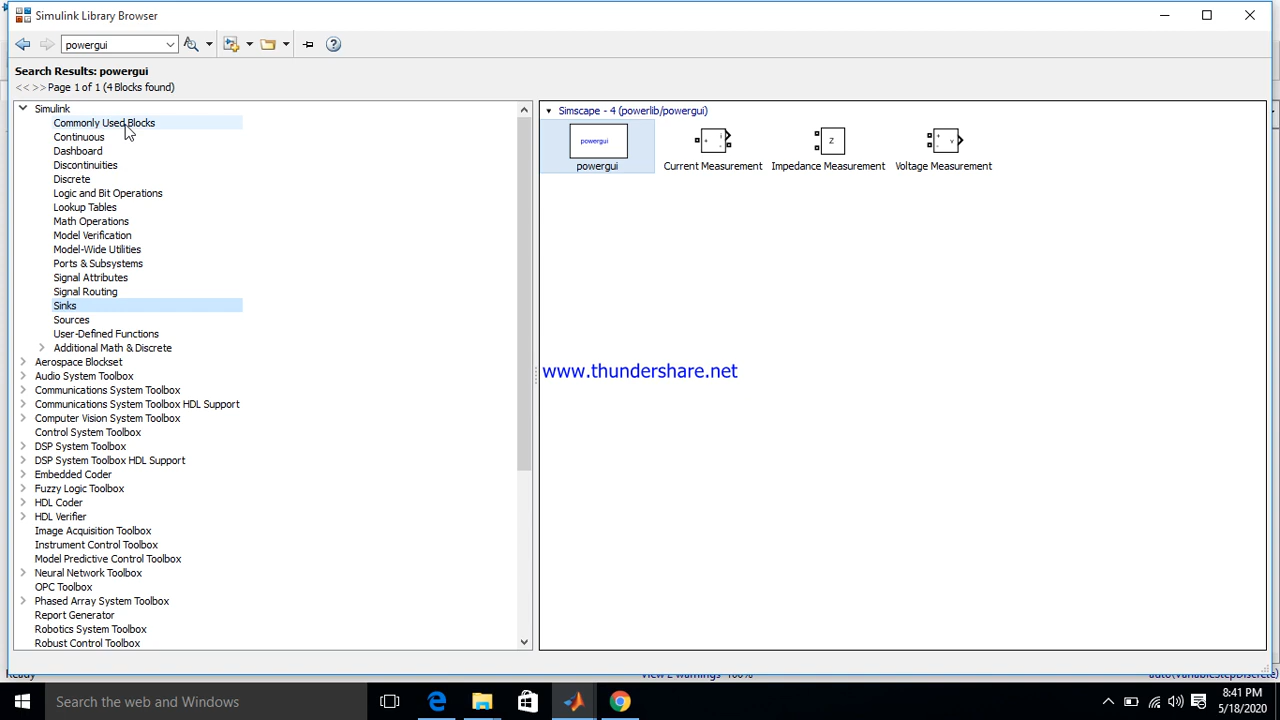 Simulink Library Browser
powergui
Search Results: powergui
<< >> Page 1 of 1 (4 Blocks found)
Simulink
Commonly Used Blocks
Continuous
Dashboard
Discontinuities
Discrete
Logic and Bit Operations
Lookup Tables
Math Operations
Model Verification
Model-Wide Utilities
Ports & Subsystems
Signal Attributes
Signal Routing
Sinks
Sources
User-Defined Functions
Additional Math & Discrete
Aerospace Blockset
Audio System Toolbox
Communications System Toolbox
Communications System Toolbox HDL Support
Computer Vision System Toolbox
Control System Toolbox
DSP System Toolbox
DSP System Toolbox HDL Support
Embedded Coder
Fuzzy Logic Toolbox
HDL Coder
HDL Verifier
Image Acquisition Toolbox
Instrument Control Toolbox
Model Predictive Control Toolbox
Neural Network Toolbox
OPC Toolbox
Phased Array System Toolbox
Report Generator
Robotics System Toolbox
Robust Control Toolbox
Simscape - 4 (powerlib/powergui)
powergui
+ i -
Z
+ v -
powergui
Current Measurement
Impedance Measurement
Voltage Measurement
www.thundershare.net
Ready
View 2 warnings 100%
auto(VariableStepDiscrete)
Search the web and Windows
8:41 PM
5/18/2020